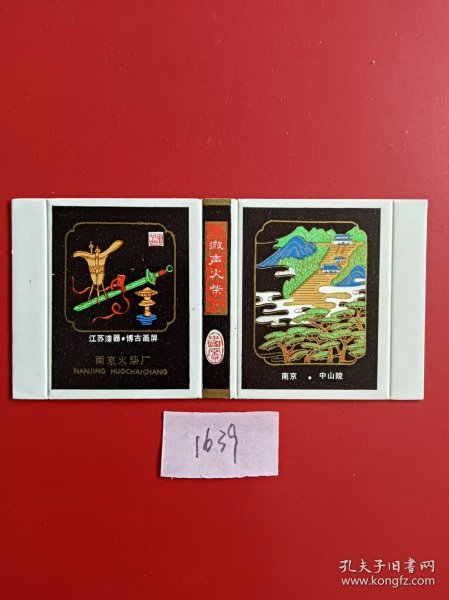 江苏漆器•博古画屏
南京火柴厂
NANJING HUOCHAICHANG
微声火柴
南京•中山陵
1639
孔夫子旧书网
www.kongfz.com